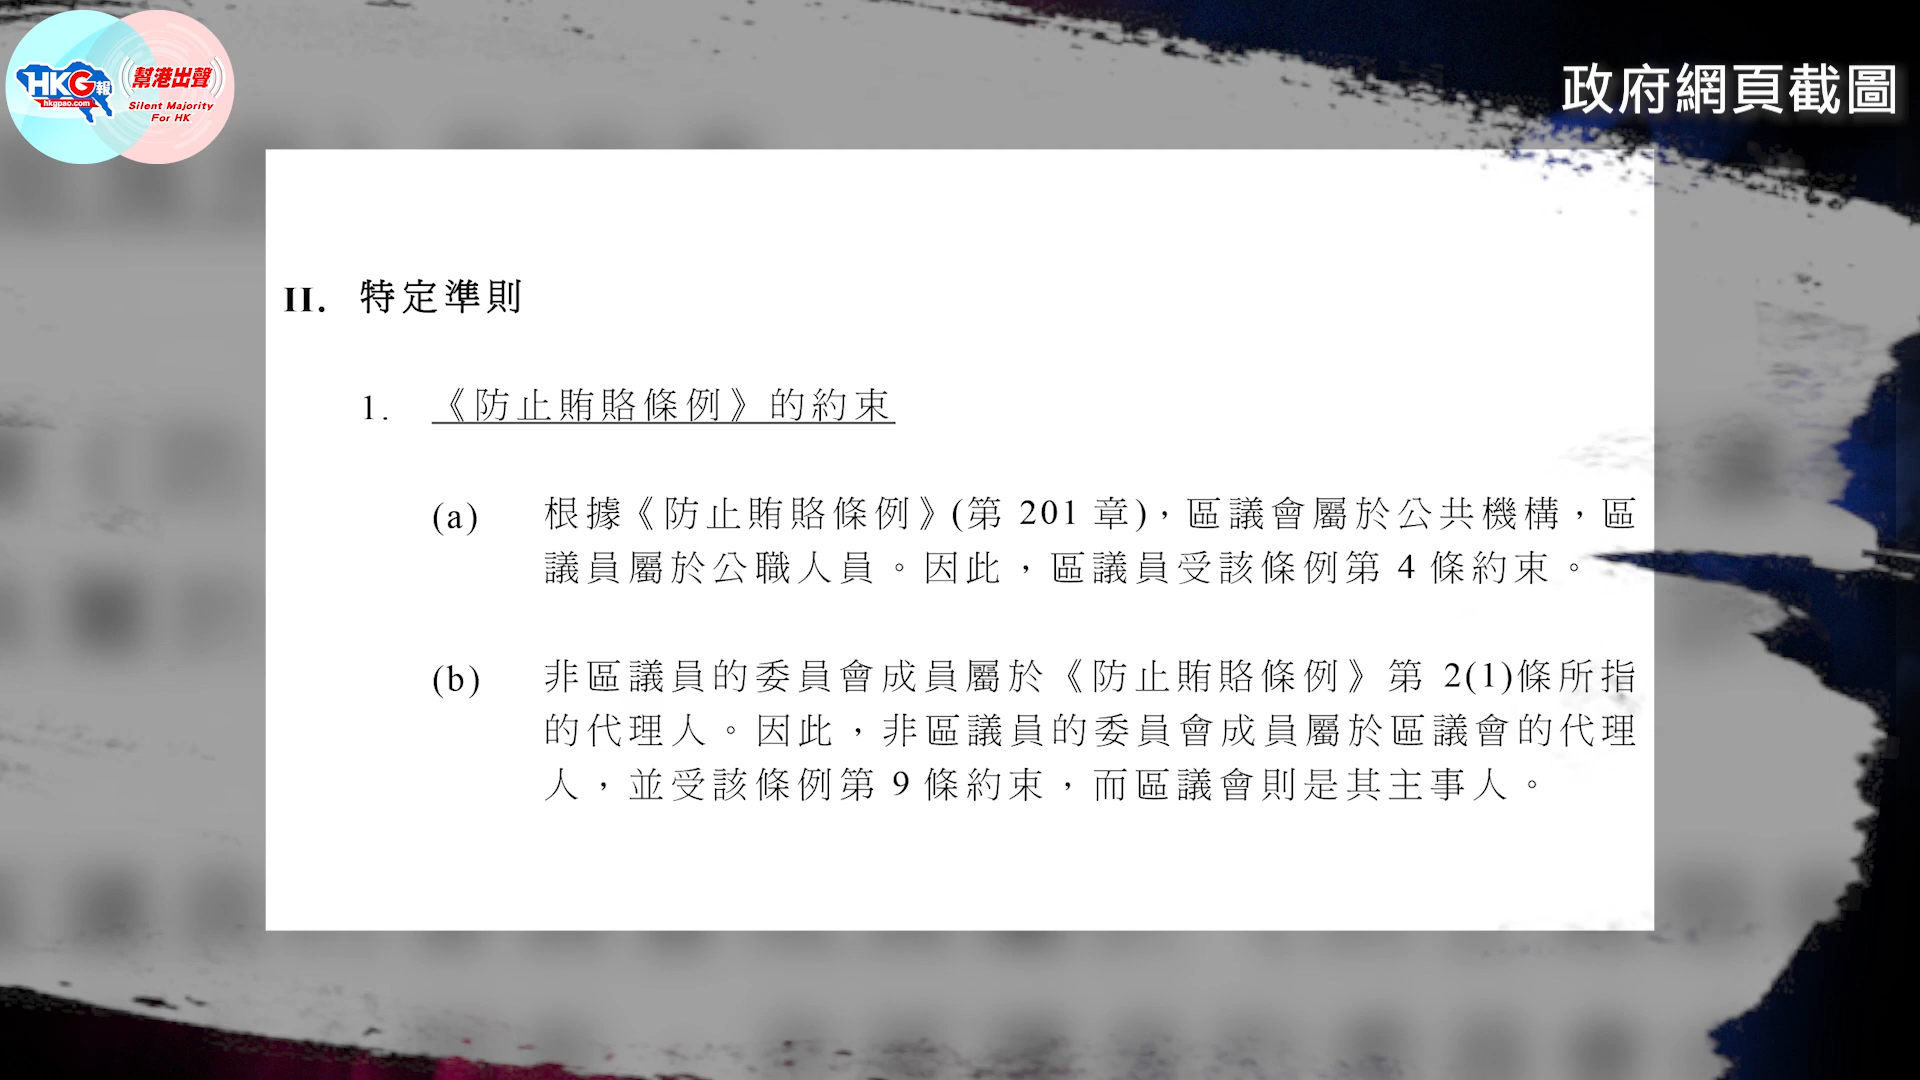 HKG報
hkgpao.com
幫港出聲
Silent Majority
For HK
政府網頁截圖
II. 特定準則
1. 《防止賄賂條例》的約束
(a) 根據《防止賄賂條例》(第 201 章)，區議會屬於公共機構，區
議員屬於公職人員。因此，區議員受該條例第 4 條約束。
(b) 非區議員的委員會成員屬於《防止賄賂條例》第 2(1)條所指
的代理人。因此，非區議員的委員會成員屬於區議會的代理
人，並受該條例第 9 條約束，而區議會則是其主事人。